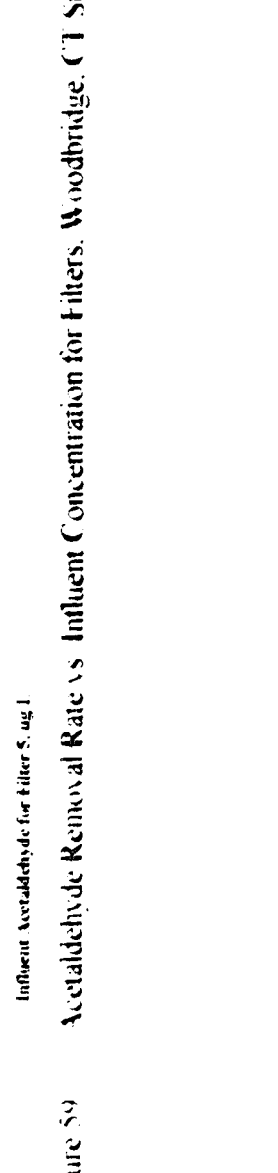 Influent Acetaldehyde for Filter 5, ug/l
ure 59 Acetaldehyde Removal Rate vs Influent Concentration for Filters, Woodbridge, CT